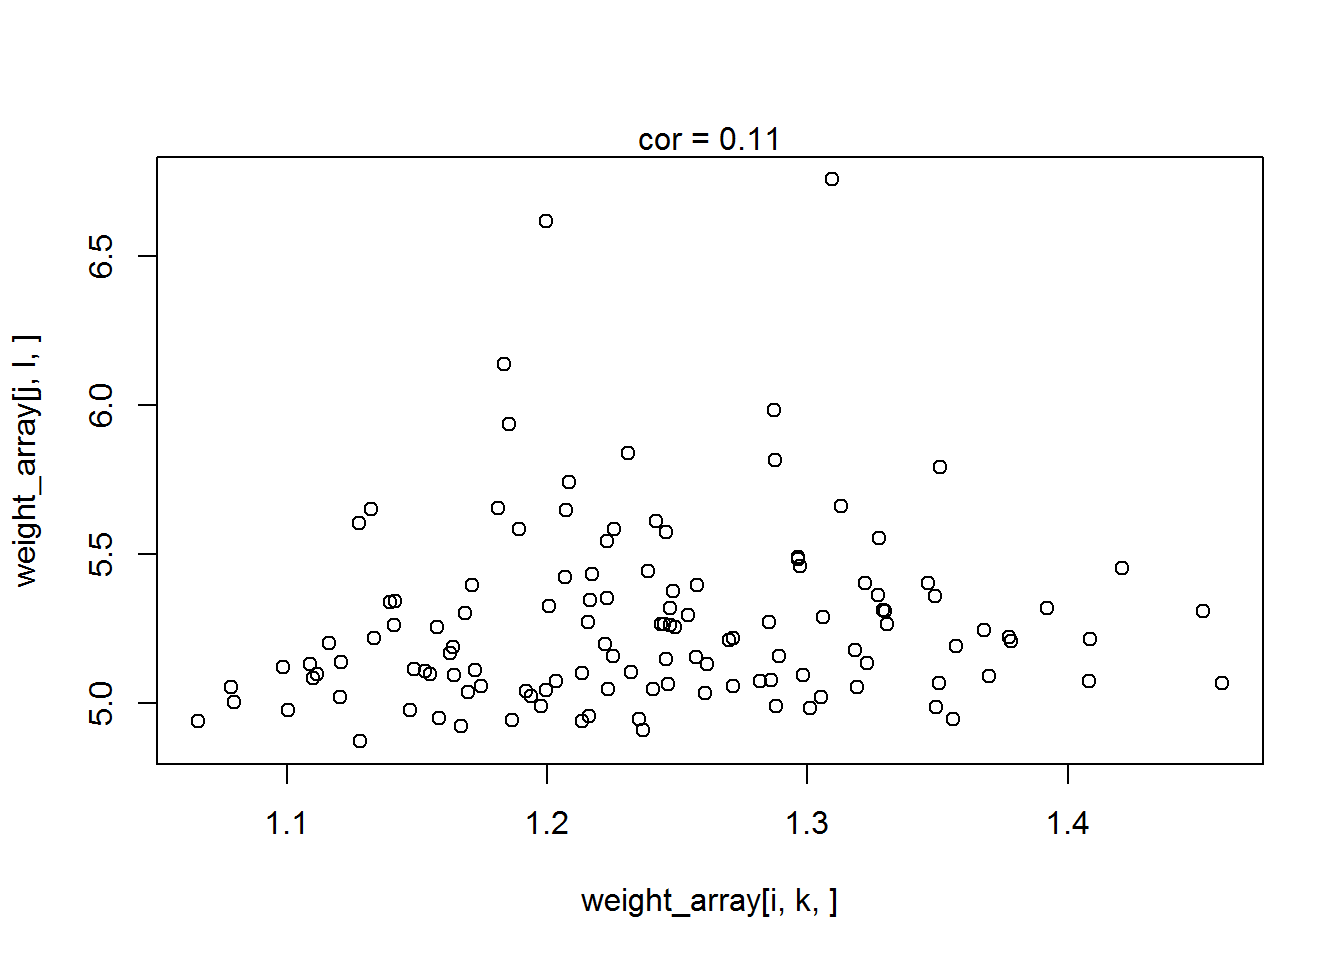 cor = 0.11
weight_array[j, l, ]
6.5
6.0
5.5
5.0
1.1 1.2 1.3 1.4
weight_array[i, k, ]